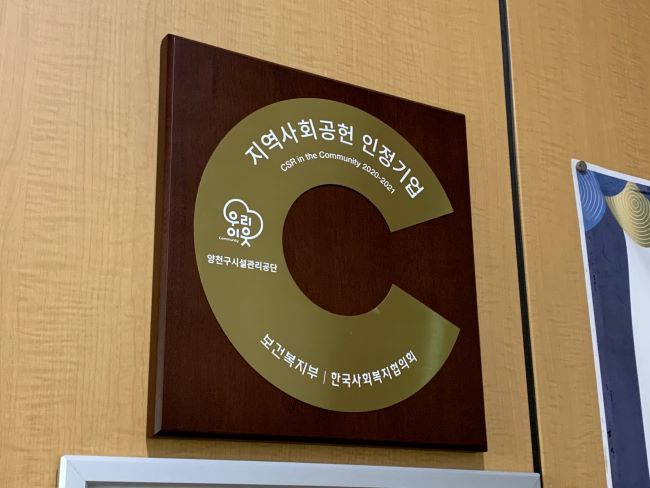 지역사회공헌 인정기업
CSR in the Community 2020-2021
우리
이웃
Community
양천구시설관리공단
보건복지부 | 한국사회복지협의회